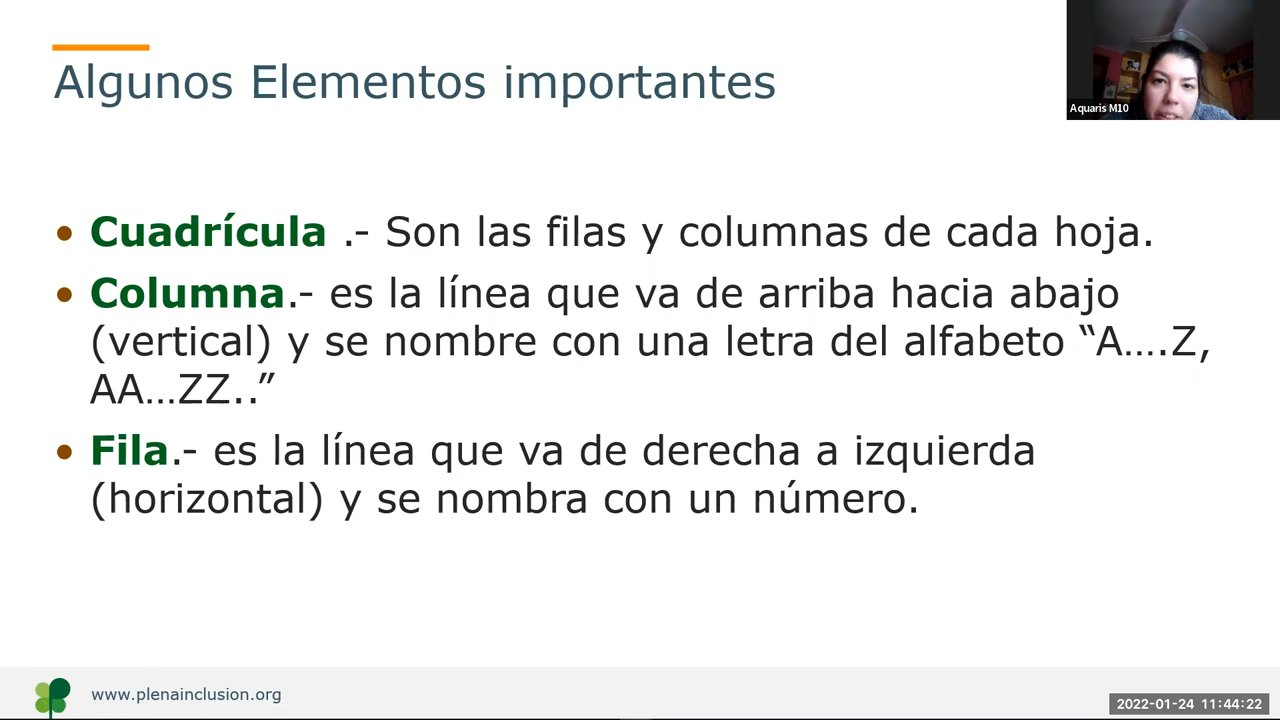 Algunos Elementos importantes
Aquaris M10
• Cuadrícula .- Son las filas y columnas de cada hoja.
• Columna.- es la línea que va de arriba hacia abajo
(vertical) y se nombre con una letra del alfabeto “A....Z,
AA...ZZ..”
• Fila.- es la línea que va de derecha a izquierda
(horizontal) y se nombra con un número.
www.plenainclusion.org
2022-01-24 11:44:22